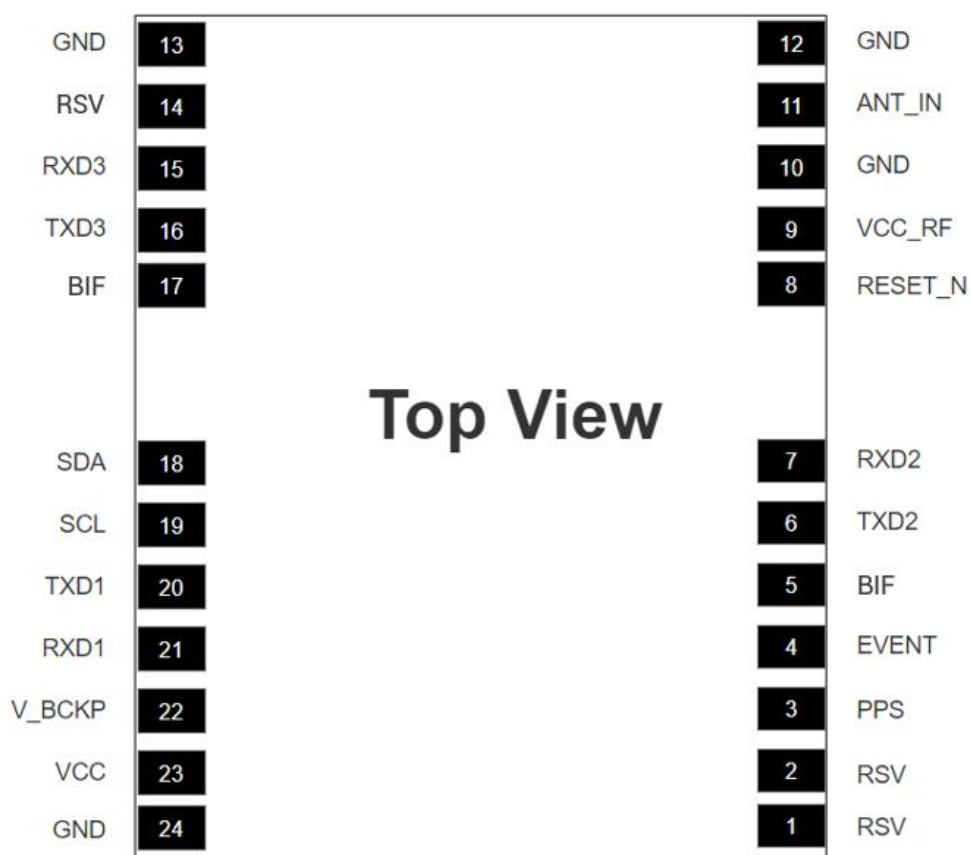 GND 13 12 GND
RSV 14 11 ANT_IN
RXD3 15 10 GND
TXD3 16 9 VCC_RF
BIF 17 8 RESET_N
Top View
SDA 18 7 RXD2
SCL 19 6 TXD2
TXD1 20 5 BIF
RXD1 21 4 EVENT
V_BCKP 22 3 PPS
VCC 23 2 RSV
GND 24 1 RSV